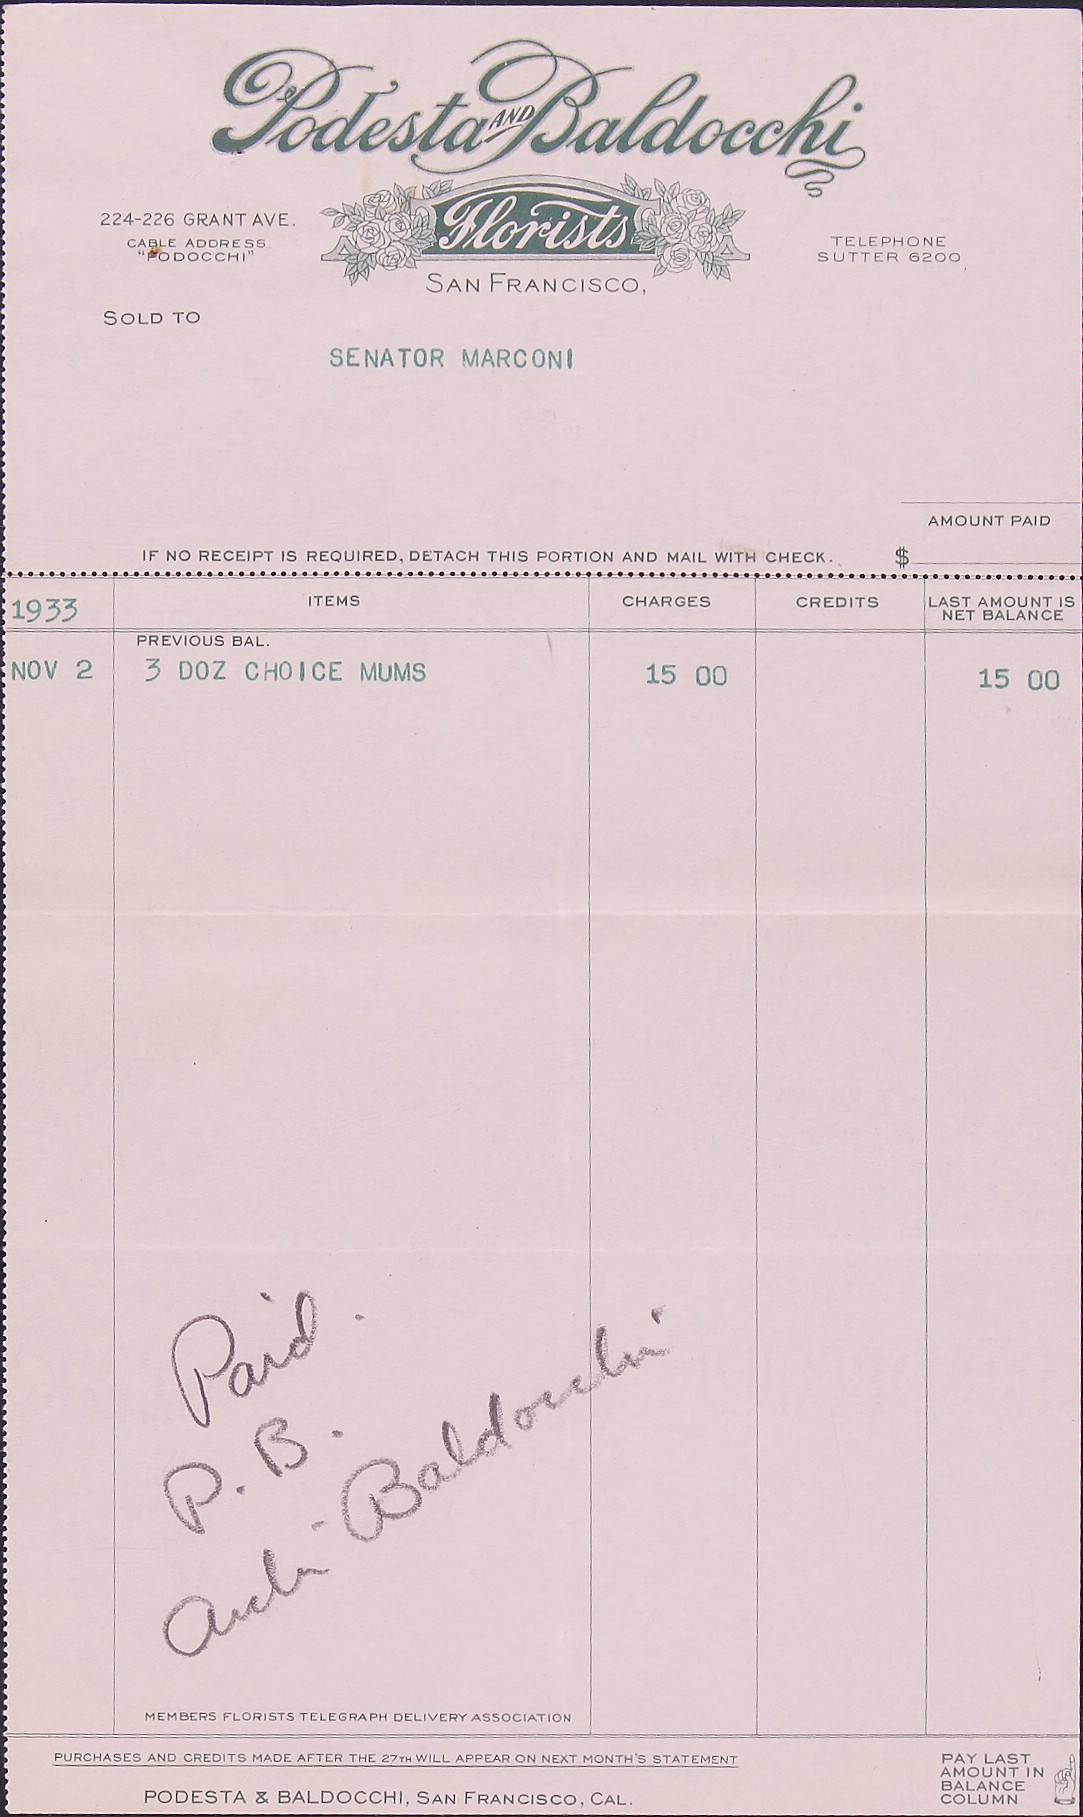 Podesta AND Baldocchi
Florists
224-226 GRANT AVE.
CABLE ADDRESS
"PODOCCHI"
TELEPHONE
SUTTER 6200
SAN FRANCISCO,
SOLD TO
SENATOR MARCONI
AMOUNT PAID
IF NO RECEIPT IS REQUIRED, DETACH THIS PORTION AND MAIL WITH CHECK. $
1933 ITEMS CHARGES CREDITS LAST AMOUNT IS
NET BALANCE
PREVIOUS BAL.
NOV 2 3 DOZ CHOICE MUMS 15 00 15 00
Paid.
P. B.
Archi Baldocchi
MEMBERS FLORISTS TELEGRAPH DELIVERY ASSOCIATION
PURCHASES AND CREDITS MADE AFTER THE 27TH WILL APPEAR ON NEXT MONTH'S STATEMENT
PODESTA & BALDOCCHI, SAN FRANCISCO, CAL.
PAY LAST
AMOUNT IN
BALANCE
COLUMN